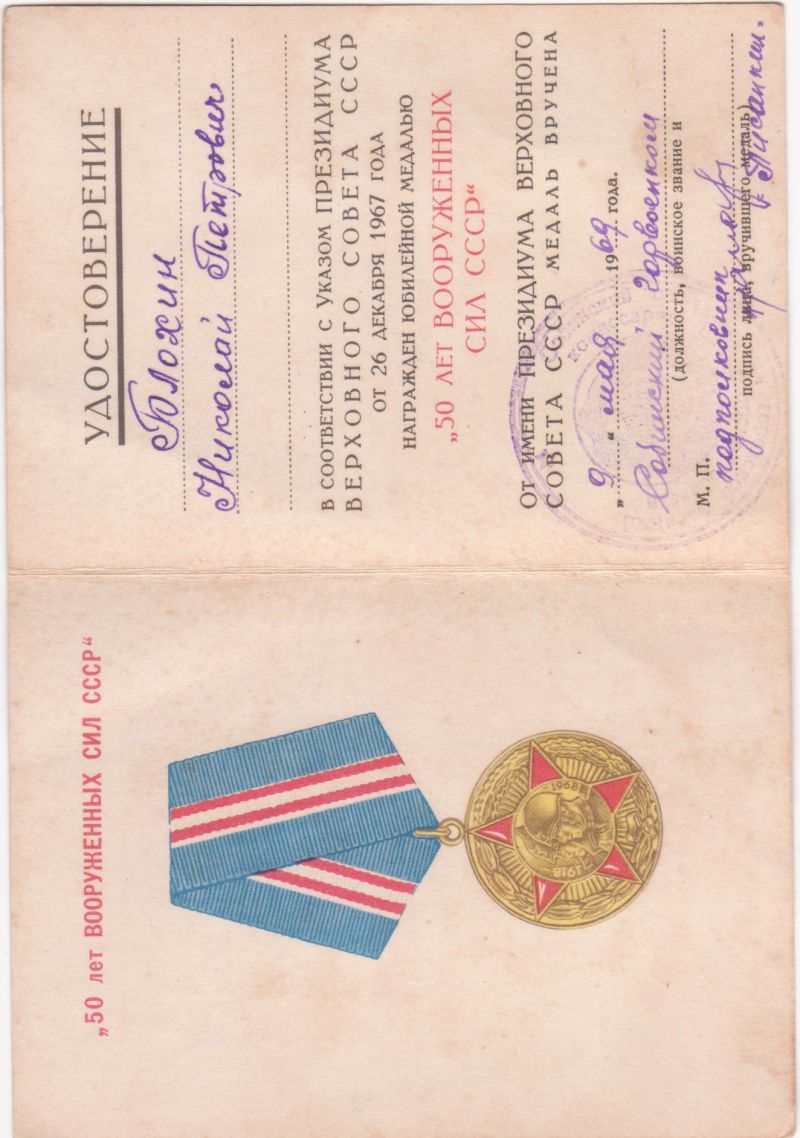 „50 лет ВООРУЖЕННЫХ СИЛ СССР“
1918 1968
УДОСТОВЕРЕНИЕ
Блохин
Николай Петрович
В СООТВЕТСТВИИ С УКАЗОМ ПРЕЗИДИУМА
ВЕРХОВНОГО СОВЕТА СССР
ОТ 26 ДЕКАБРЯ 1967 ГОДА
НАГРАЖДЕН ЮБИЛЕЙНОЙ МЕДАЛЬЮ
„50 ЛЕТ ВООРУЖЕННЫХ
СИЛ СССР“
ОТ ИМЕНИ ПРЕЗИДИУМА ВЕРХОВНОГО
СОВЕТА СССР МЕДАЛЬ ВРУЧЕНА
„9“ мая 1969 года.
Собинский горвоенком
(должность, воинское звание и
М. П. подполковник
подпись лица, вручившего медаль)